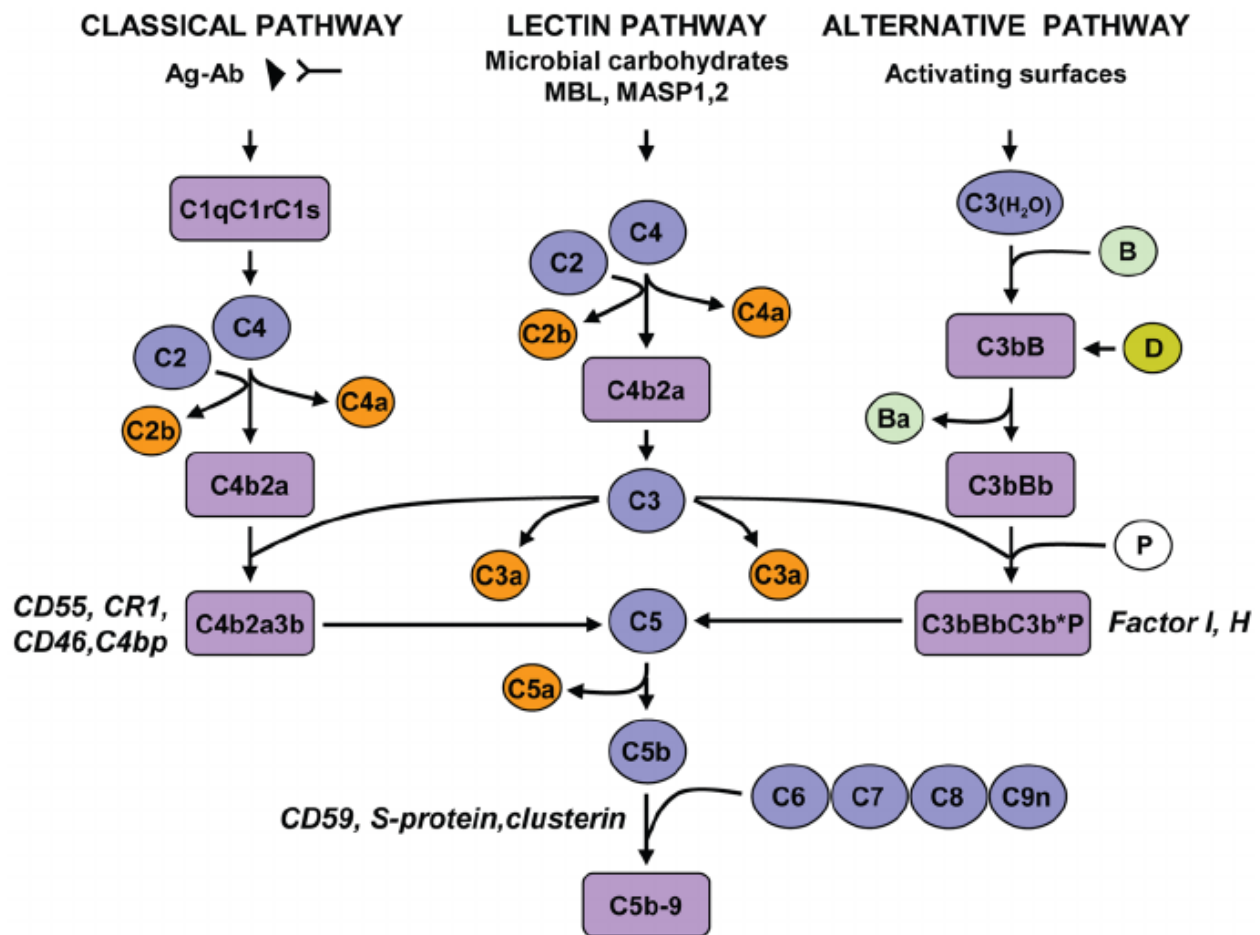 CLASSICAL PATHWAY
Ag-Ab
C1qC1rC1s
C4
C2
C4a
C2b
C4b2a
CD55, CR1,
CD46,C4bp
C4b2a3b
LECTIN PATHWAY
Microbial carbohydrates
MBL, MASP1,2
C4
C2
C4a
C2b
C4b2a
C3
C3a
C3a
C5
C5a
C5b
CD59, S-protein,clusterin
C6
C7
C8
C9n
C5b-9
ALTERNATIVE PATHWAY
Activating surfaces
C3(H₂O)
B
C3bB
D
Ba
C3bBb
P
C3bBbC3b*P
Factor I, H